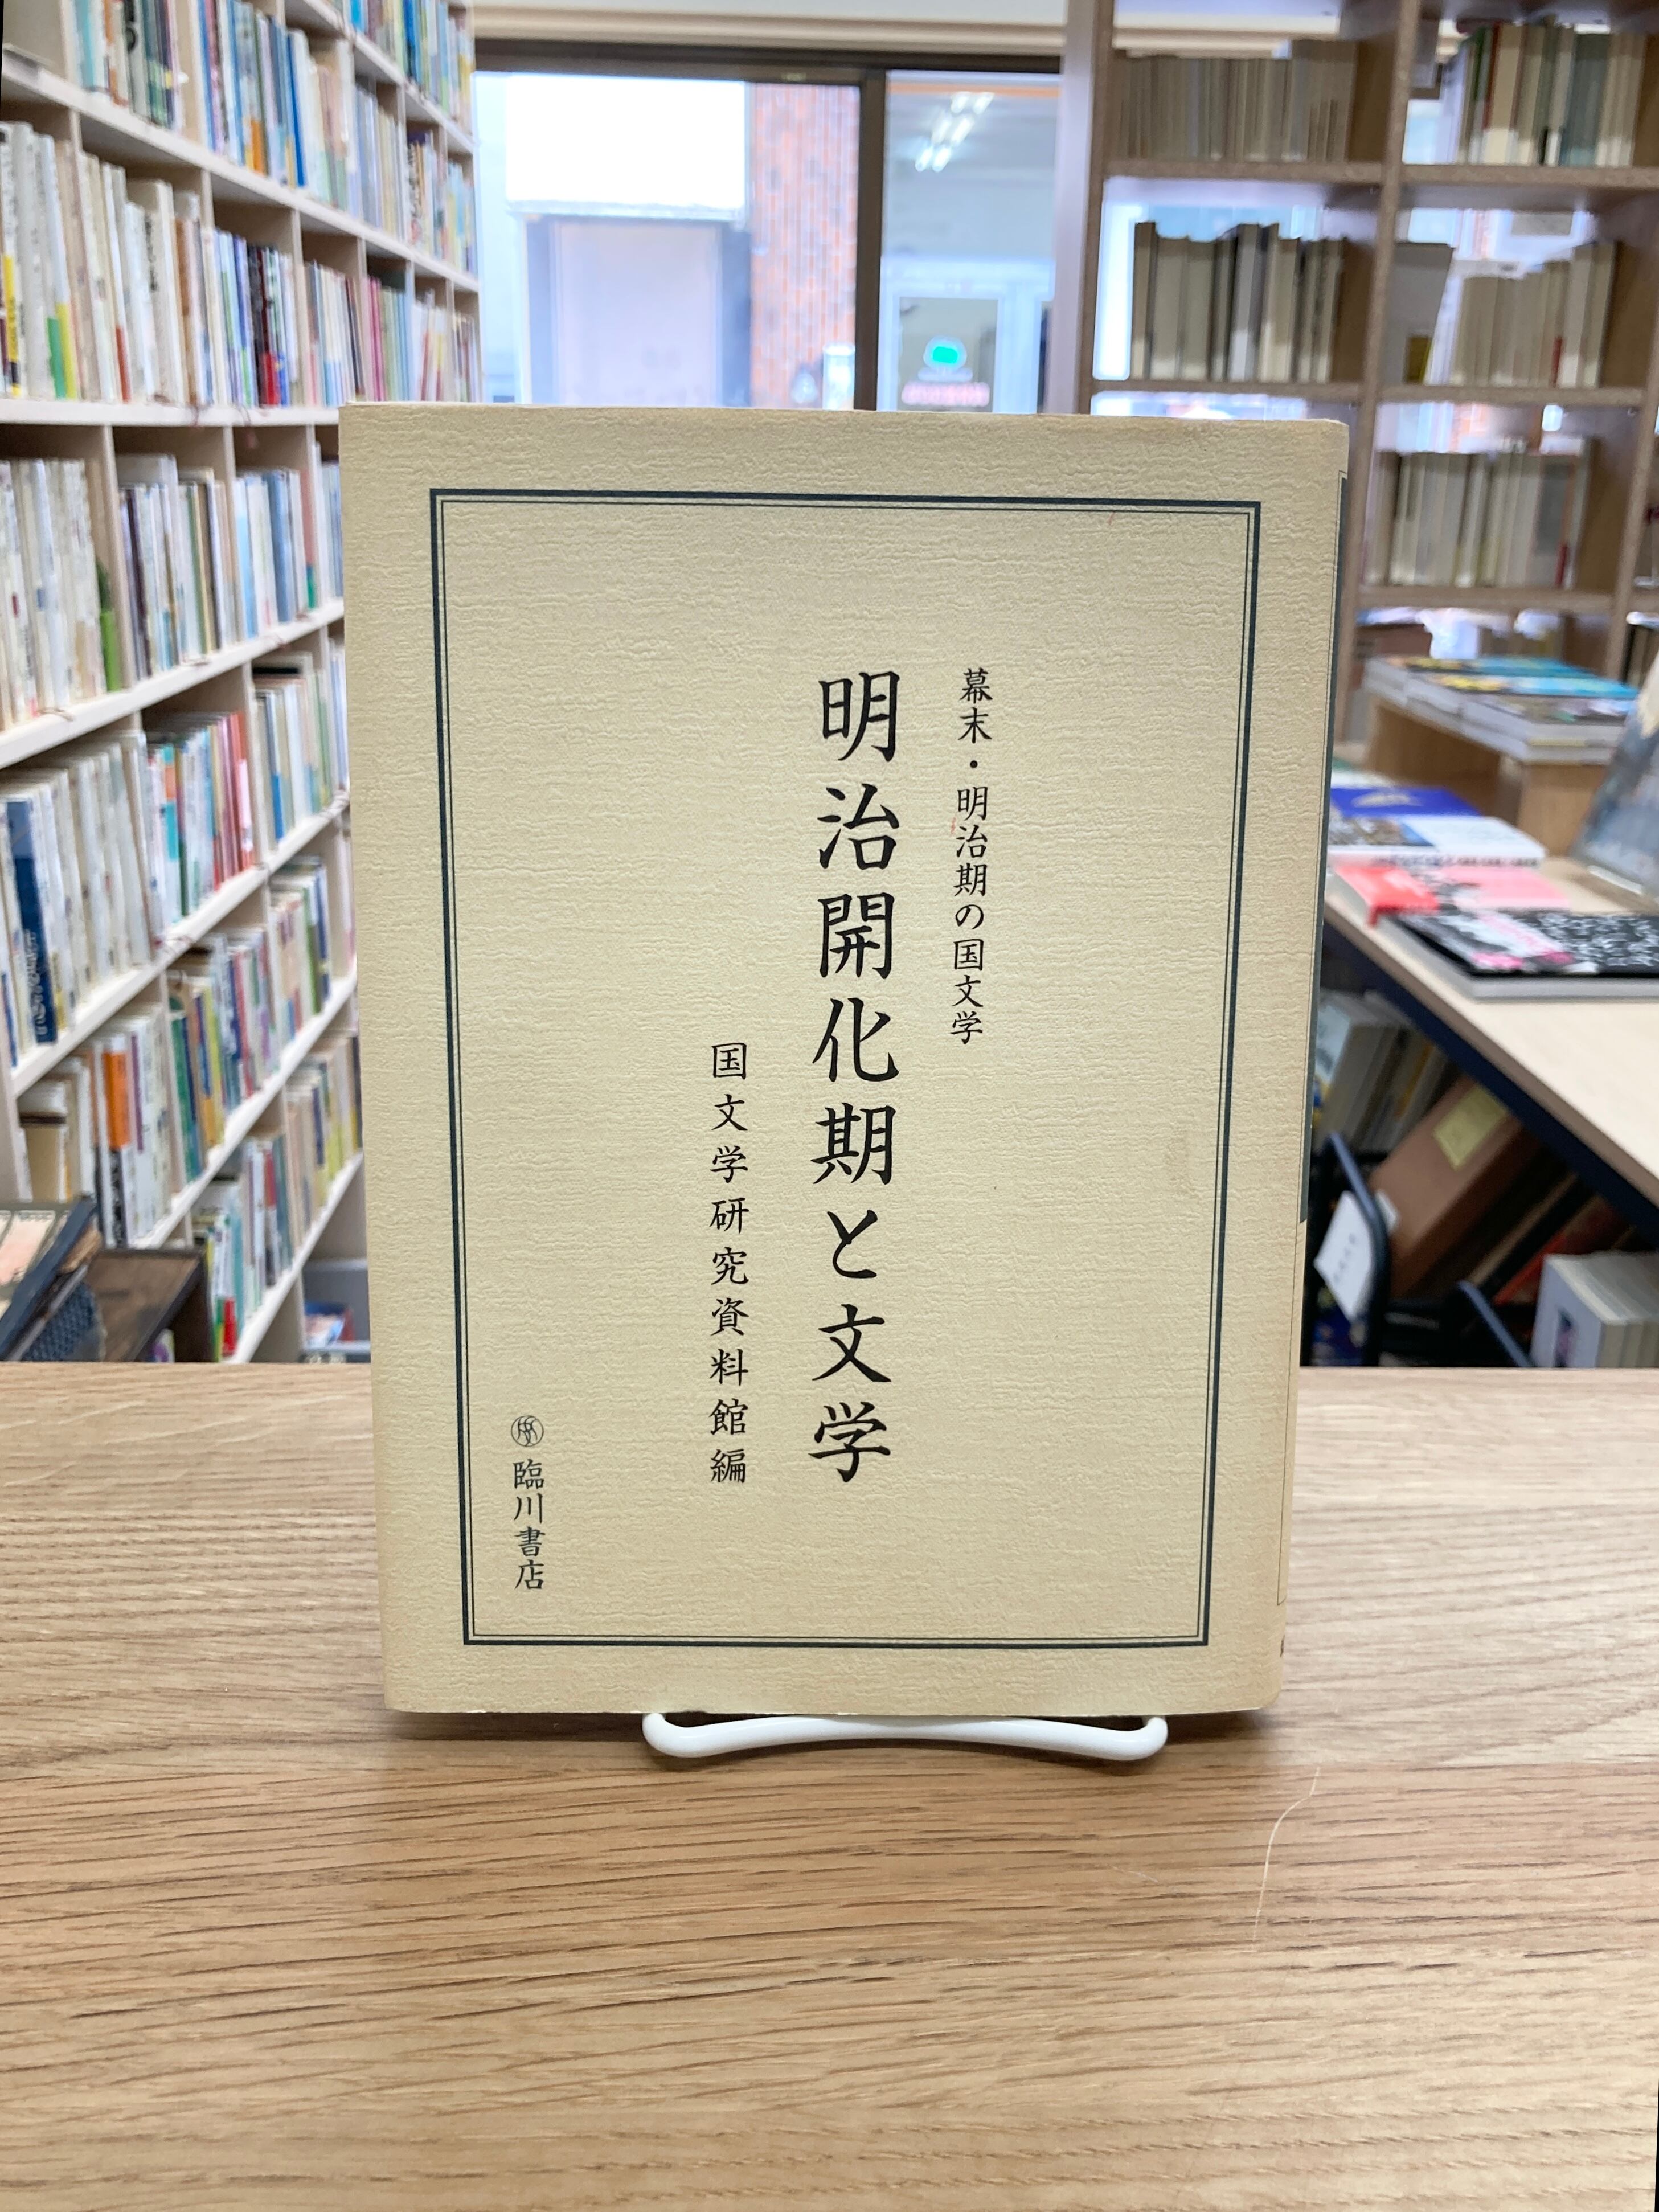 幕末・明治期の国文学
明治開化期と文学
国文学研究資料館編
臨川書店